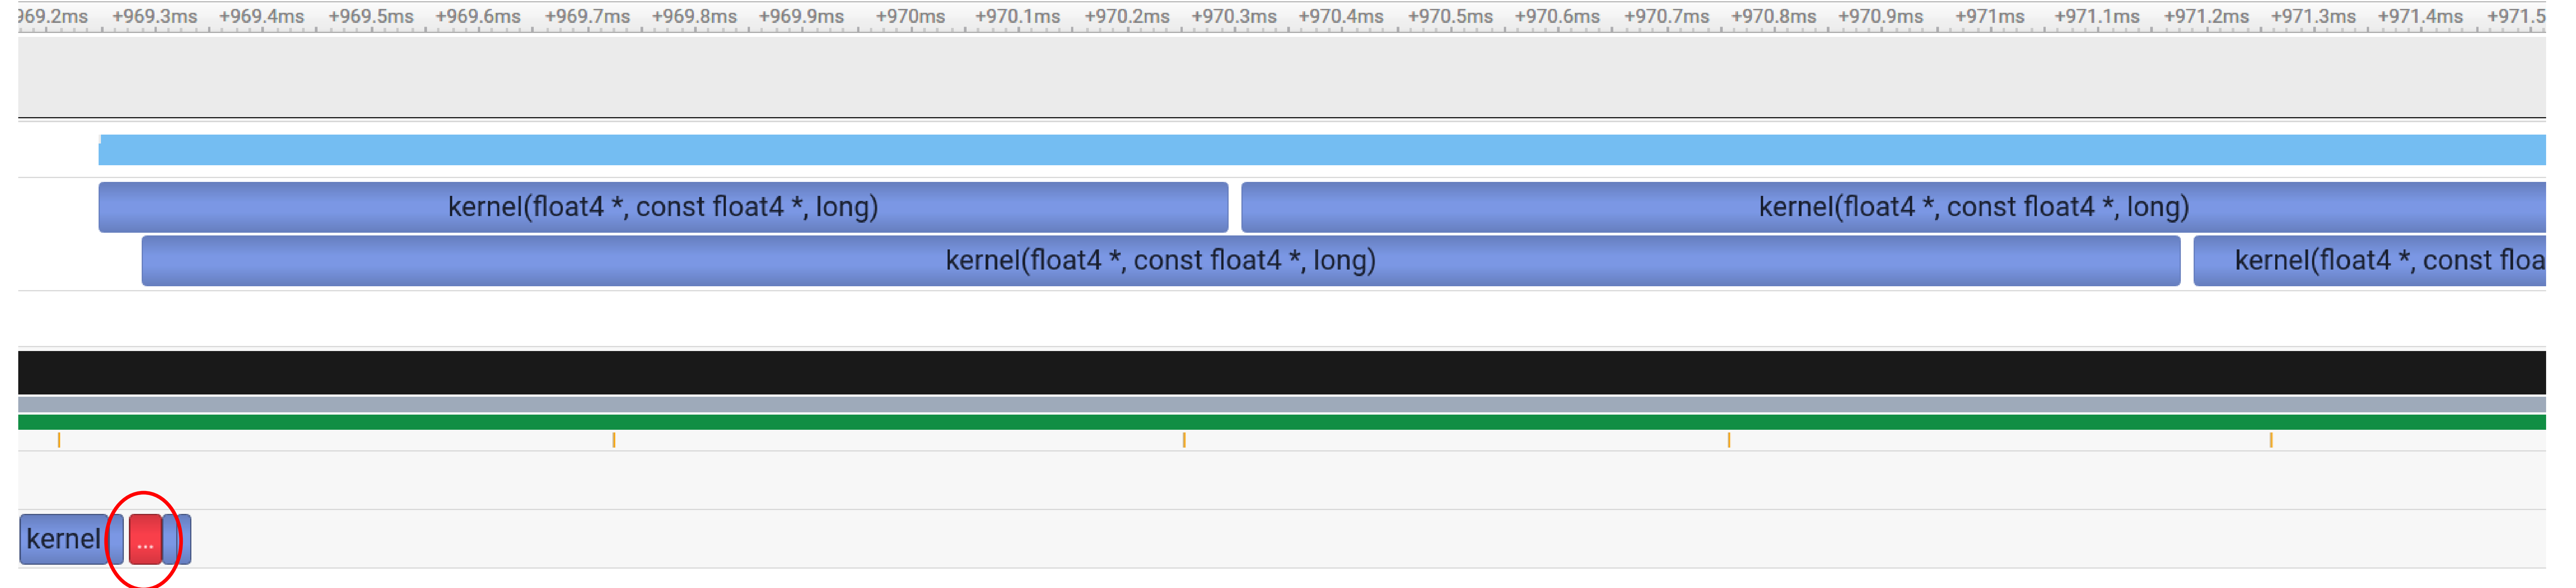 969.2ms +969.3ms +969.4ms +969.5ms +969.6ms +969.7ms +969.8ms +969.9ms +970ms +970.1ms +970.2ms +970.3ms +970.4ms +970.5ms +970.6ms +970.7ms +970.8ms +970.9ms +971ms +971.1ms +971.2ms +971.3ms +971.4ms +971.5
kernel(float4 *, const float4 *, long) kernel(float4 *, const float4 *, long)
kernel(float4 *, const float4 *, long) kernel(float4 *, const floa
kernel ...